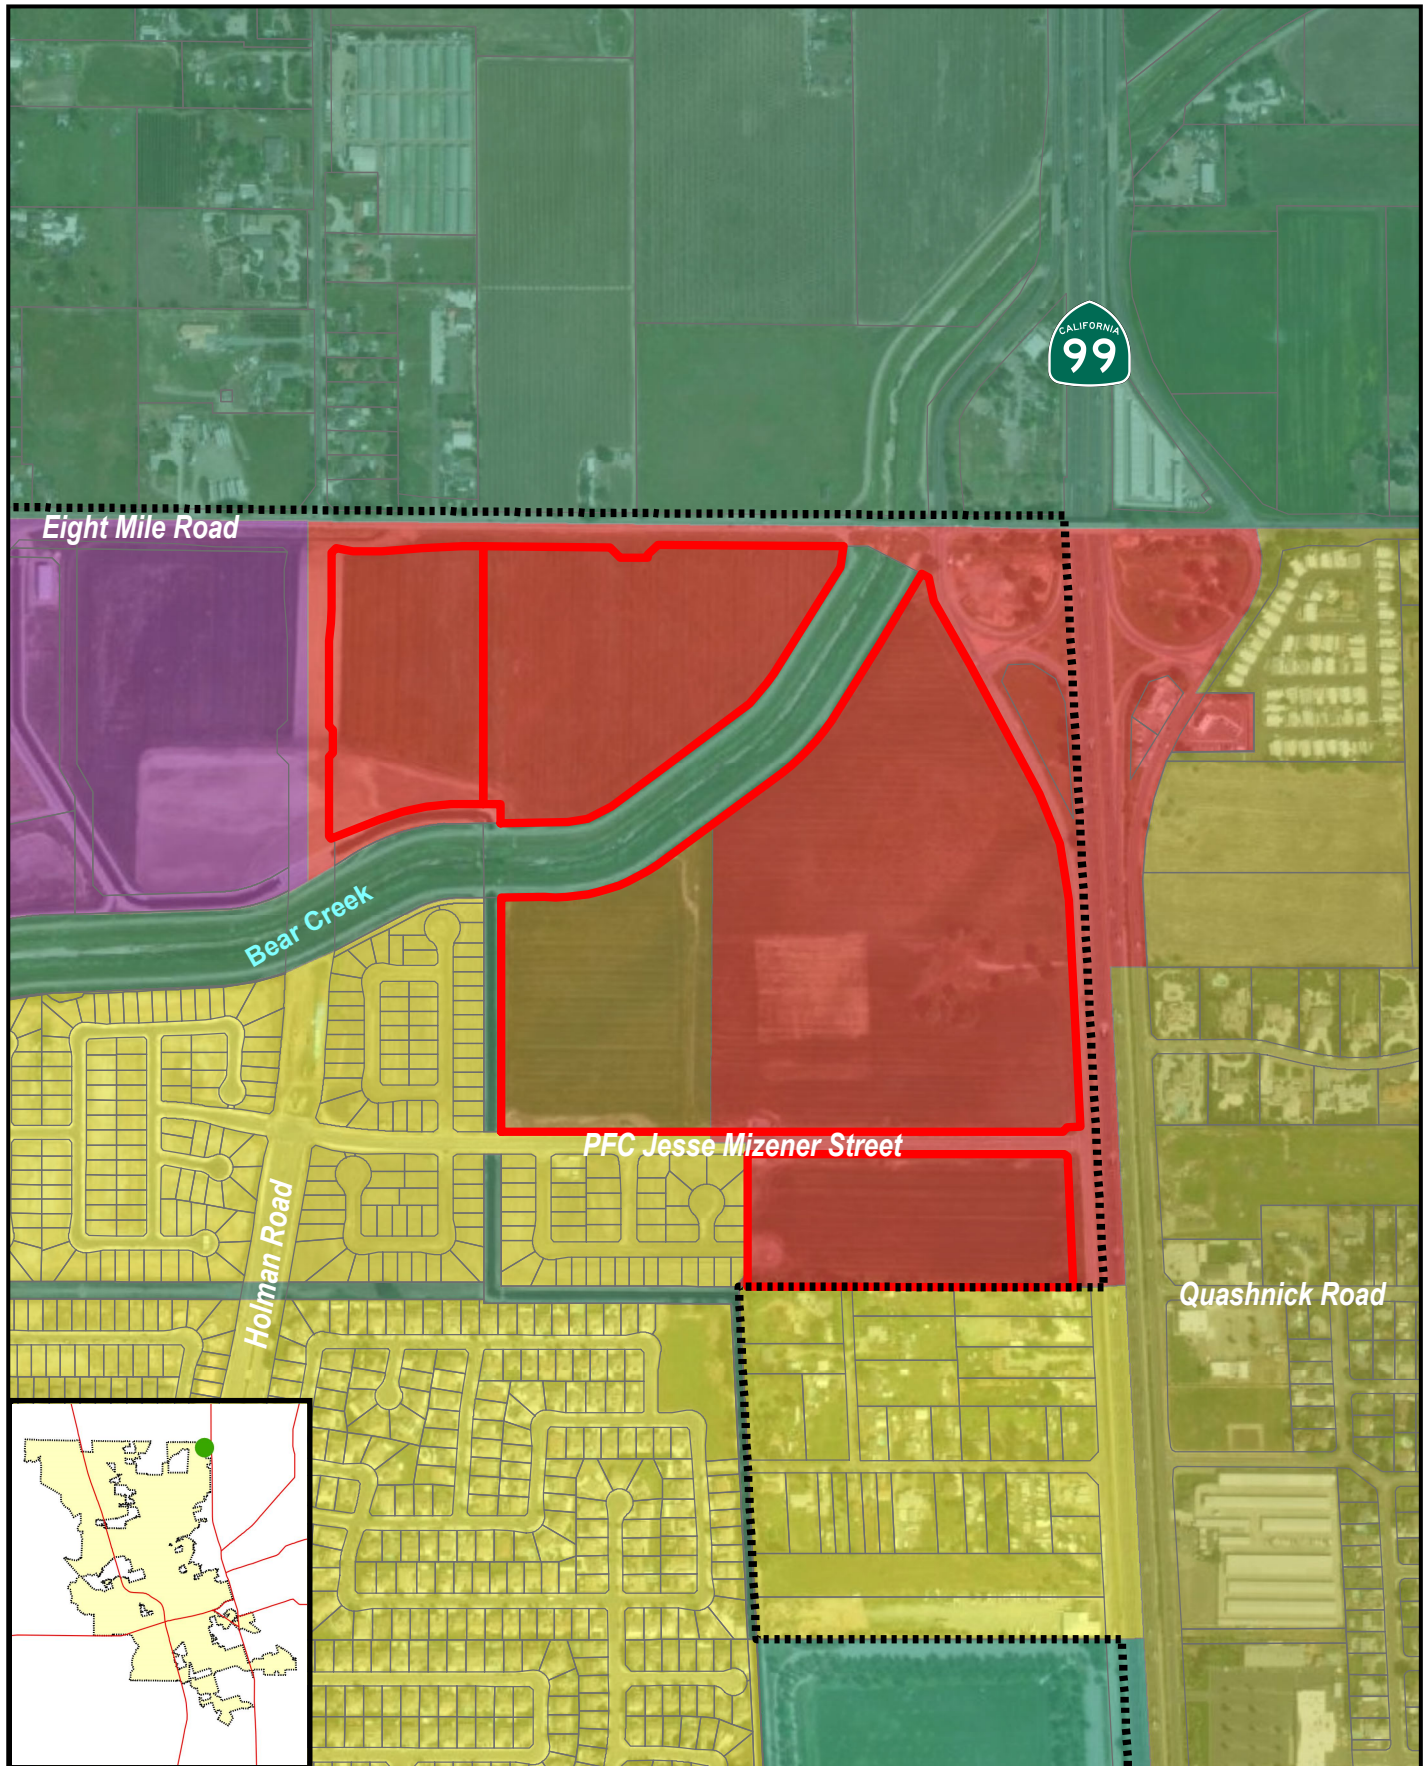 CALIFORNIA
99
Eight Mile Road
Bear Creek
PFC Jesse Mizener Street
Holman Road
Quashnick Road